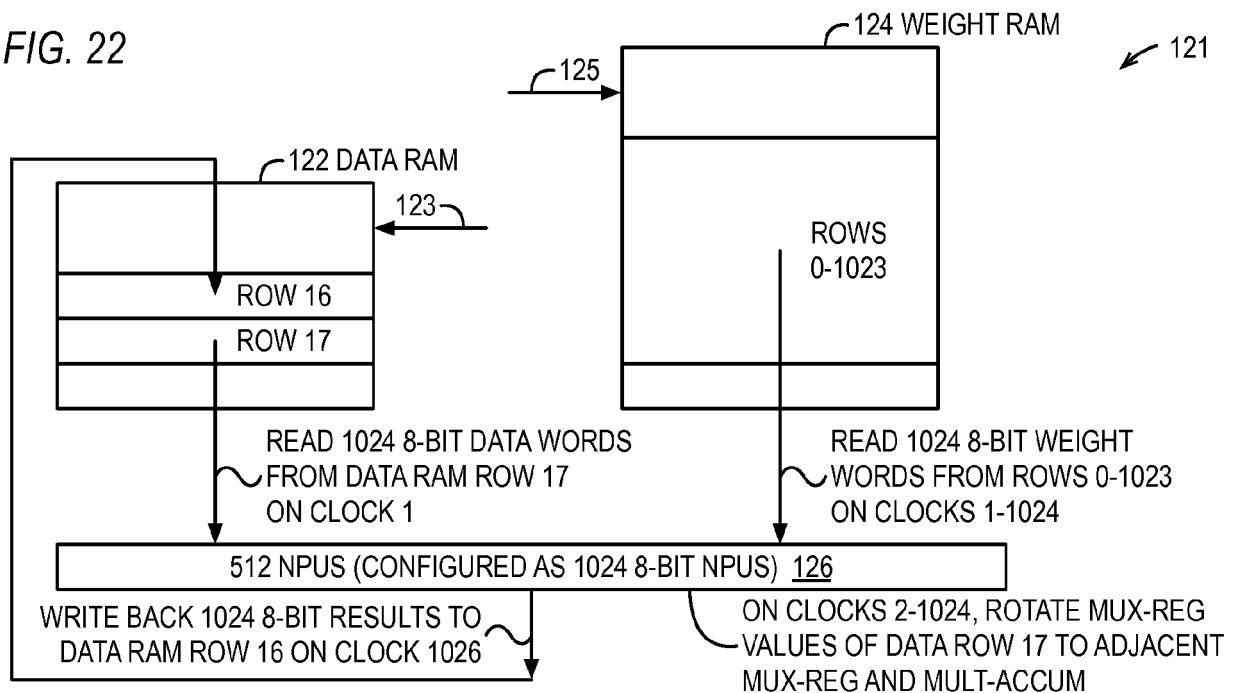 FIG. 22
124 WEIGHT RAM
121
125
122 DATA RAM
123
ROWS
0-1023
ROW 16
ROW 17
READ 1024 8-BIT DATA WORDS
FROM DATA RAM ROW 17
ON CLOCK 1
READ 1024 8-BIT WEIGHT
WORDS FROM ROWS 0-1023
ON CLOCKS 1-1024
512 NPUS (CONFIGURED AS 1024 8-BIT NPUS) 126
WRITE BACK 1024 8-BIT RESULTS TO
DATA RAM ROW 16 ON CLOCK 1026
ON CLOCKS 2-1024, ROTATE MUX-REG
VALUES OF DATA ROW 17 TO ADJACENT
MUX-REG AND MULT-ACCUM